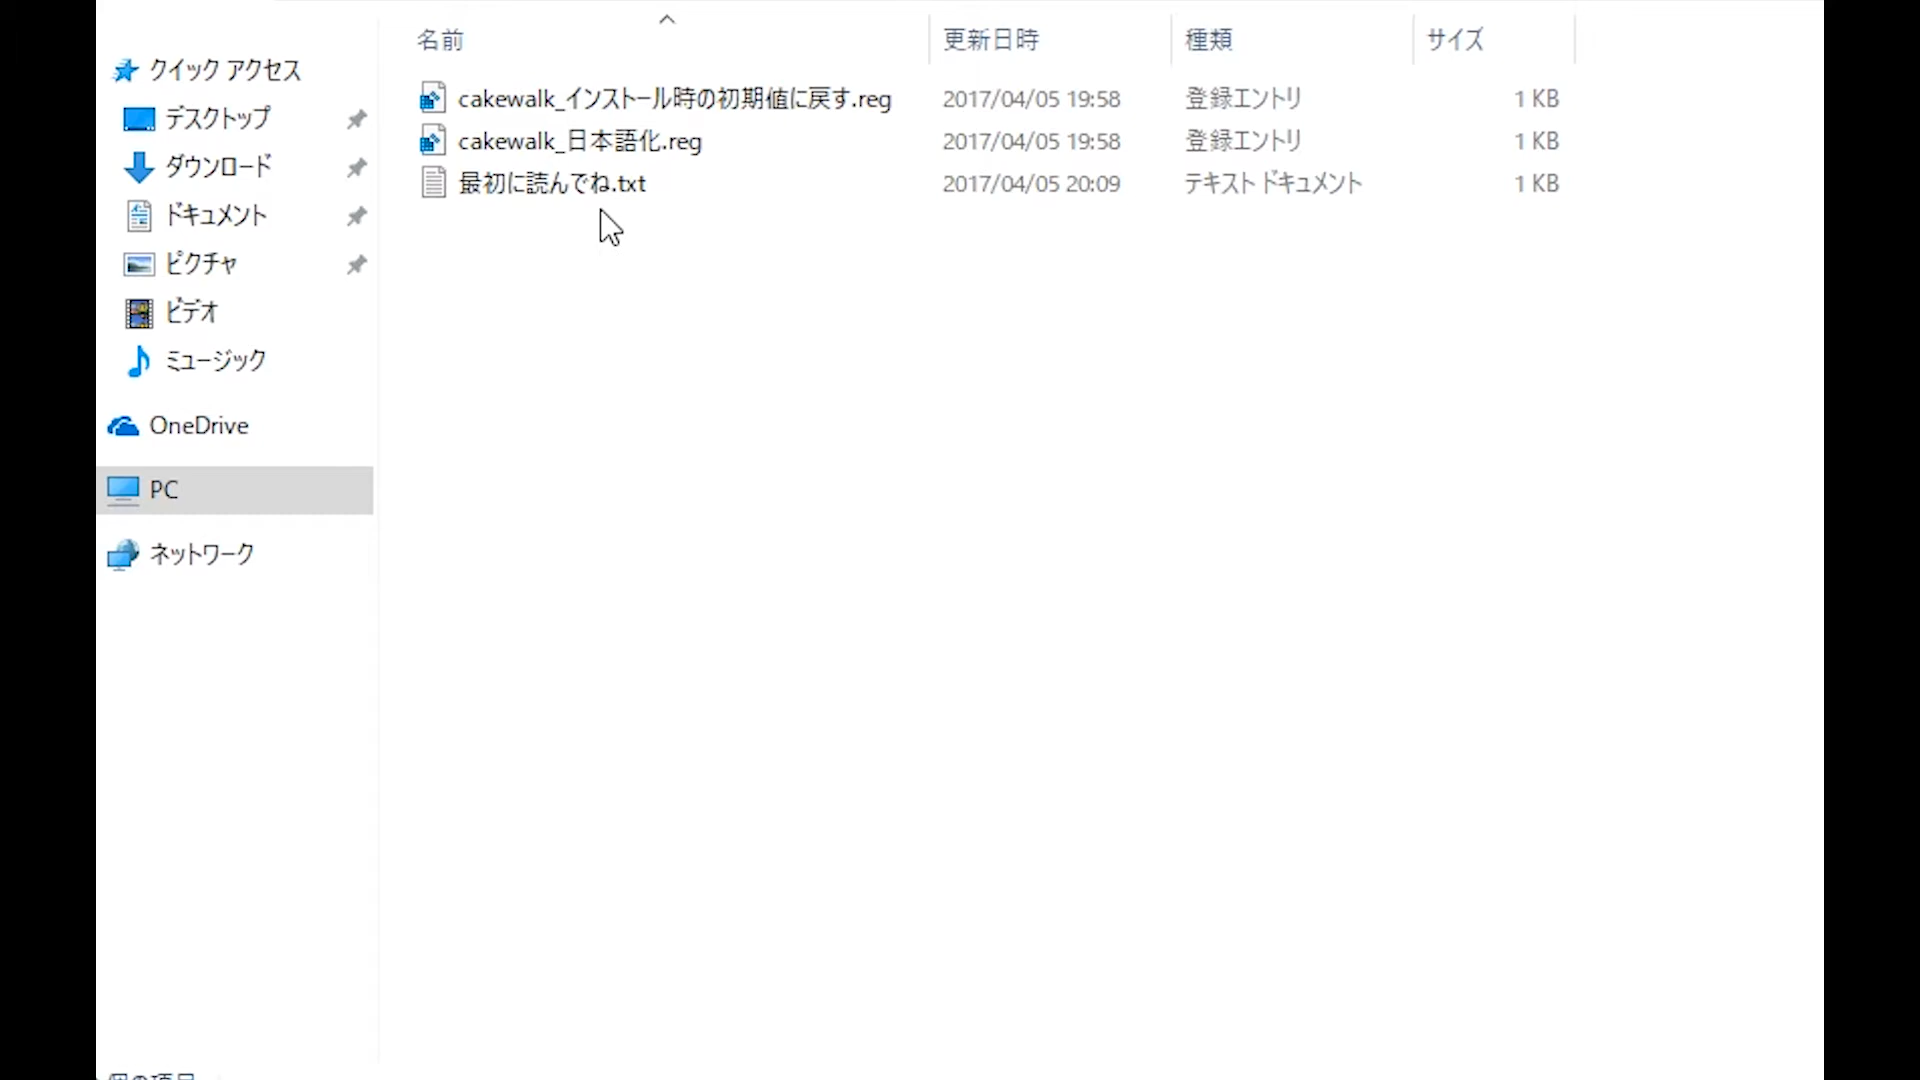 名前 更新日時 種類 サイズ
クイック アクセス
デスクトップ
ダウンロード
ドキュメント
ピクチャ
ビデオ
ミュージック
OneDrive
PC
ネットワーク
cakewalk_インストール時の初期値に戻す.reg 2017/04/05 19:58 登録エントリ 1 KB
cakewalk_日本語化.reg 2017/04/05 19:58 登録エントリ 1 KB
最初に読んでね.txt 2017/04/05 20:09 テキスト ドキュメント 1 KB